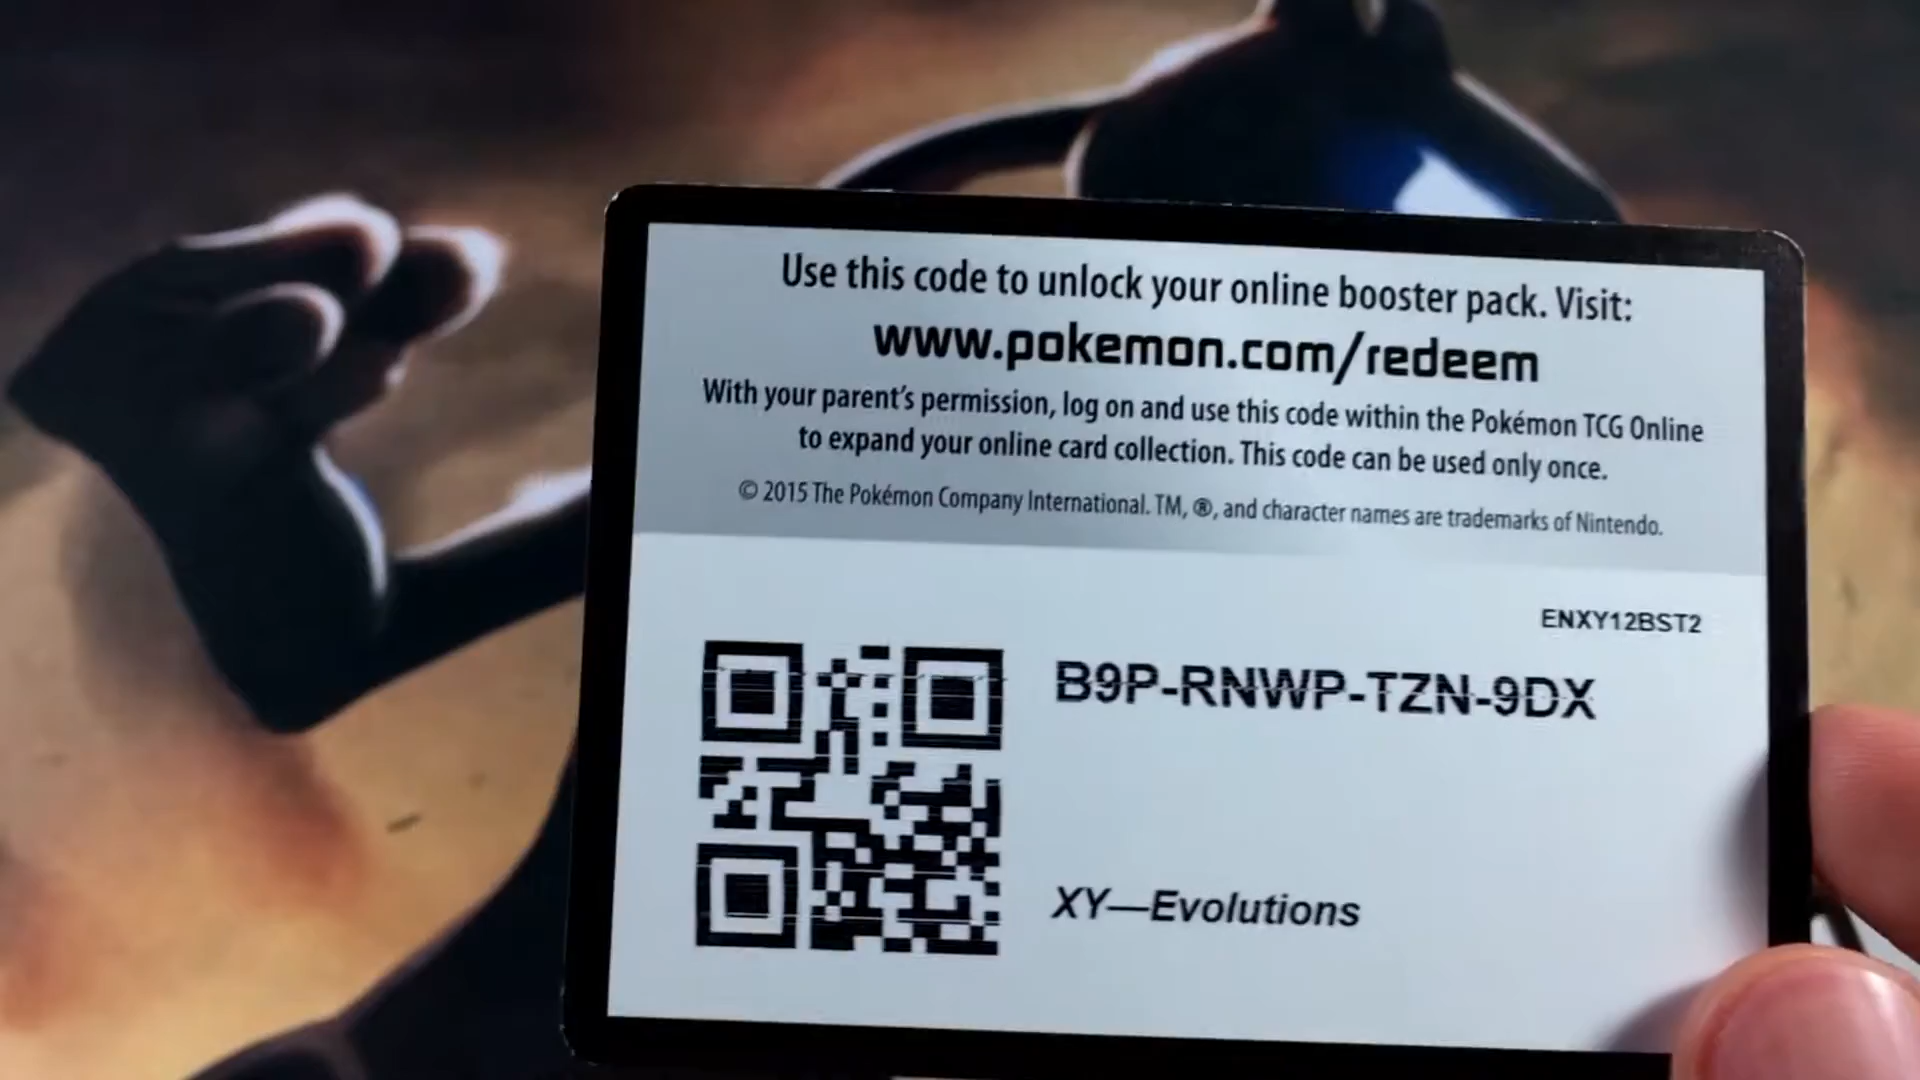 Use this code to unlock your online booster pack. Visit:
www.pokemon.com/redeem
With your parent's permission, log on and use this code within the Pokémon TCG Online
to expand your online card collection. This code can be used only once.
© 2015 The Pokémon Company International. TM, ®, and character names are trademarks of Nintendo.
ENXY12BST2
B9P-RNWP-TZN-9DX
XY—Evolutions